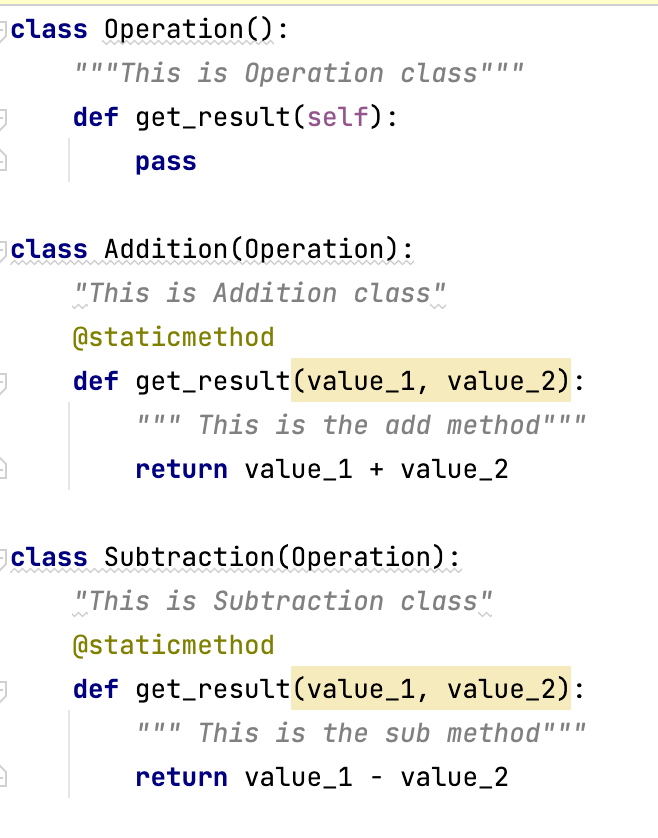 class Operation():
    """This is Operation class"""
    def get_result(self):
        pass
class Addition(Operation):
    "This is Addition class"
    @staticmethod
    def get_result(value_1, value_2):
        """ This is the add method"""
        return value_1 + value_2
class Subtraction(Operation):
    "This is Subtraction class"
    @staticmethod
    def get_result(value_1, value_2):
        """ This is the sub method"""
        return value_1 - value_2